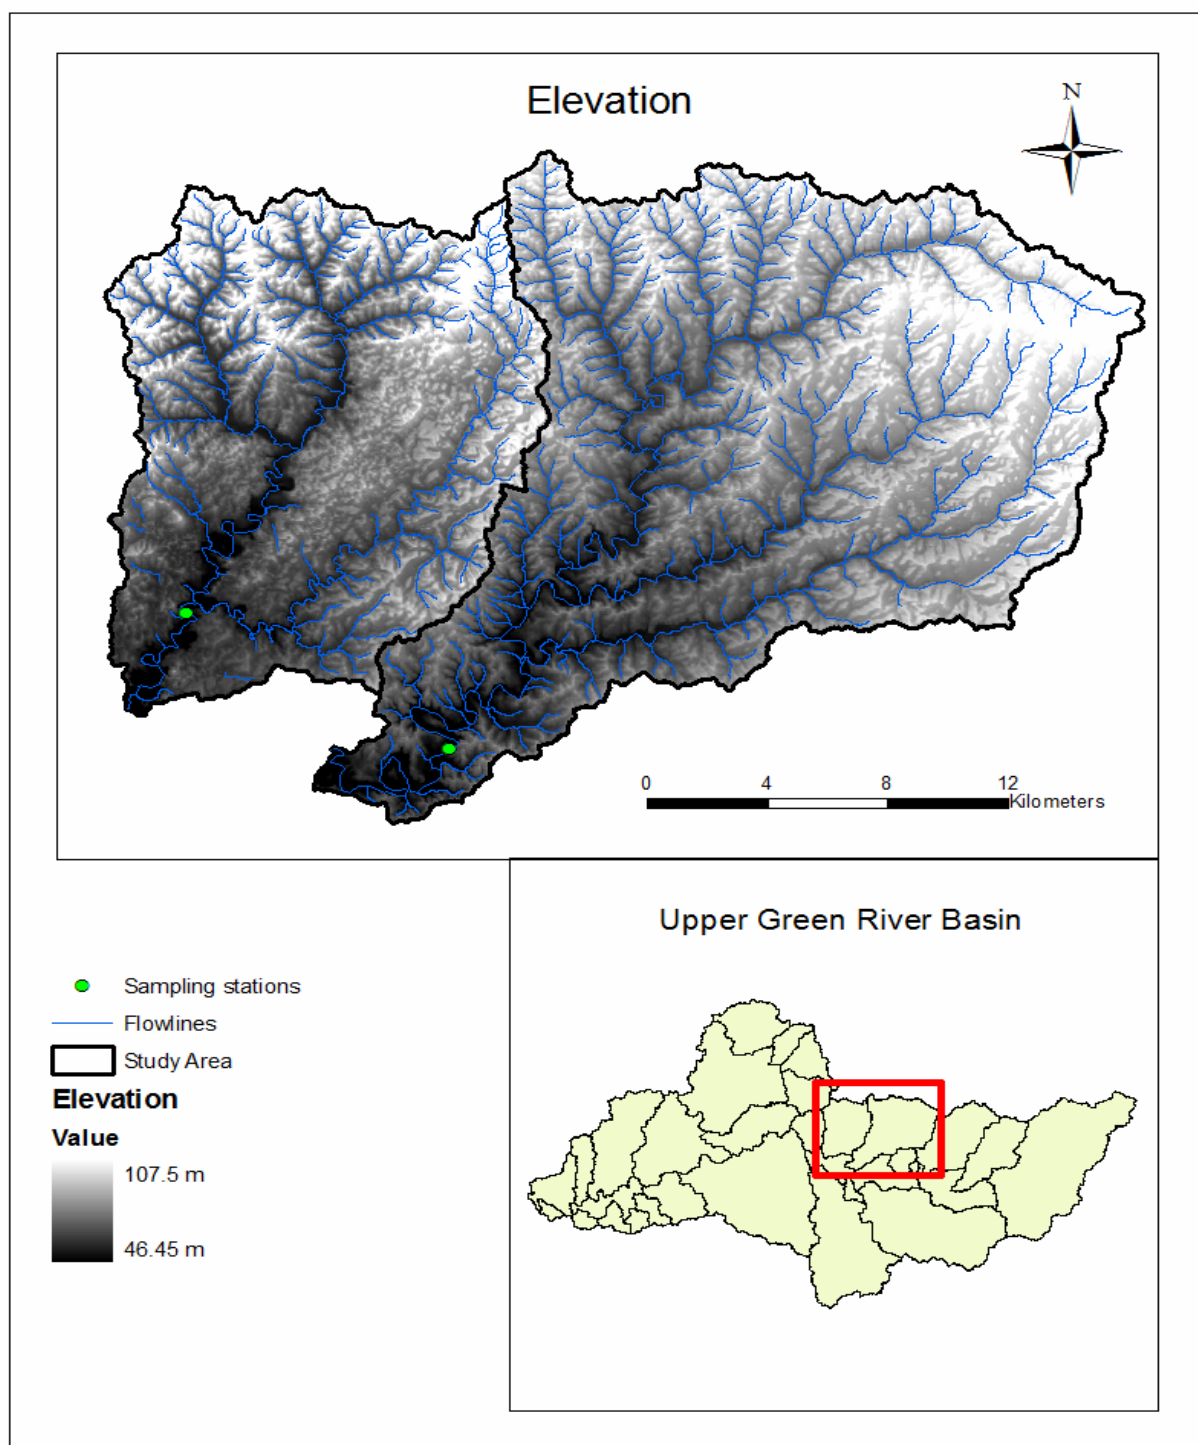 Elevation
N
0 4 8 12
Kilometers
Upper Green River Basin
Sampling stations
Flowlines
Study Area
Elevation
Value
107.5 m
46.45 m